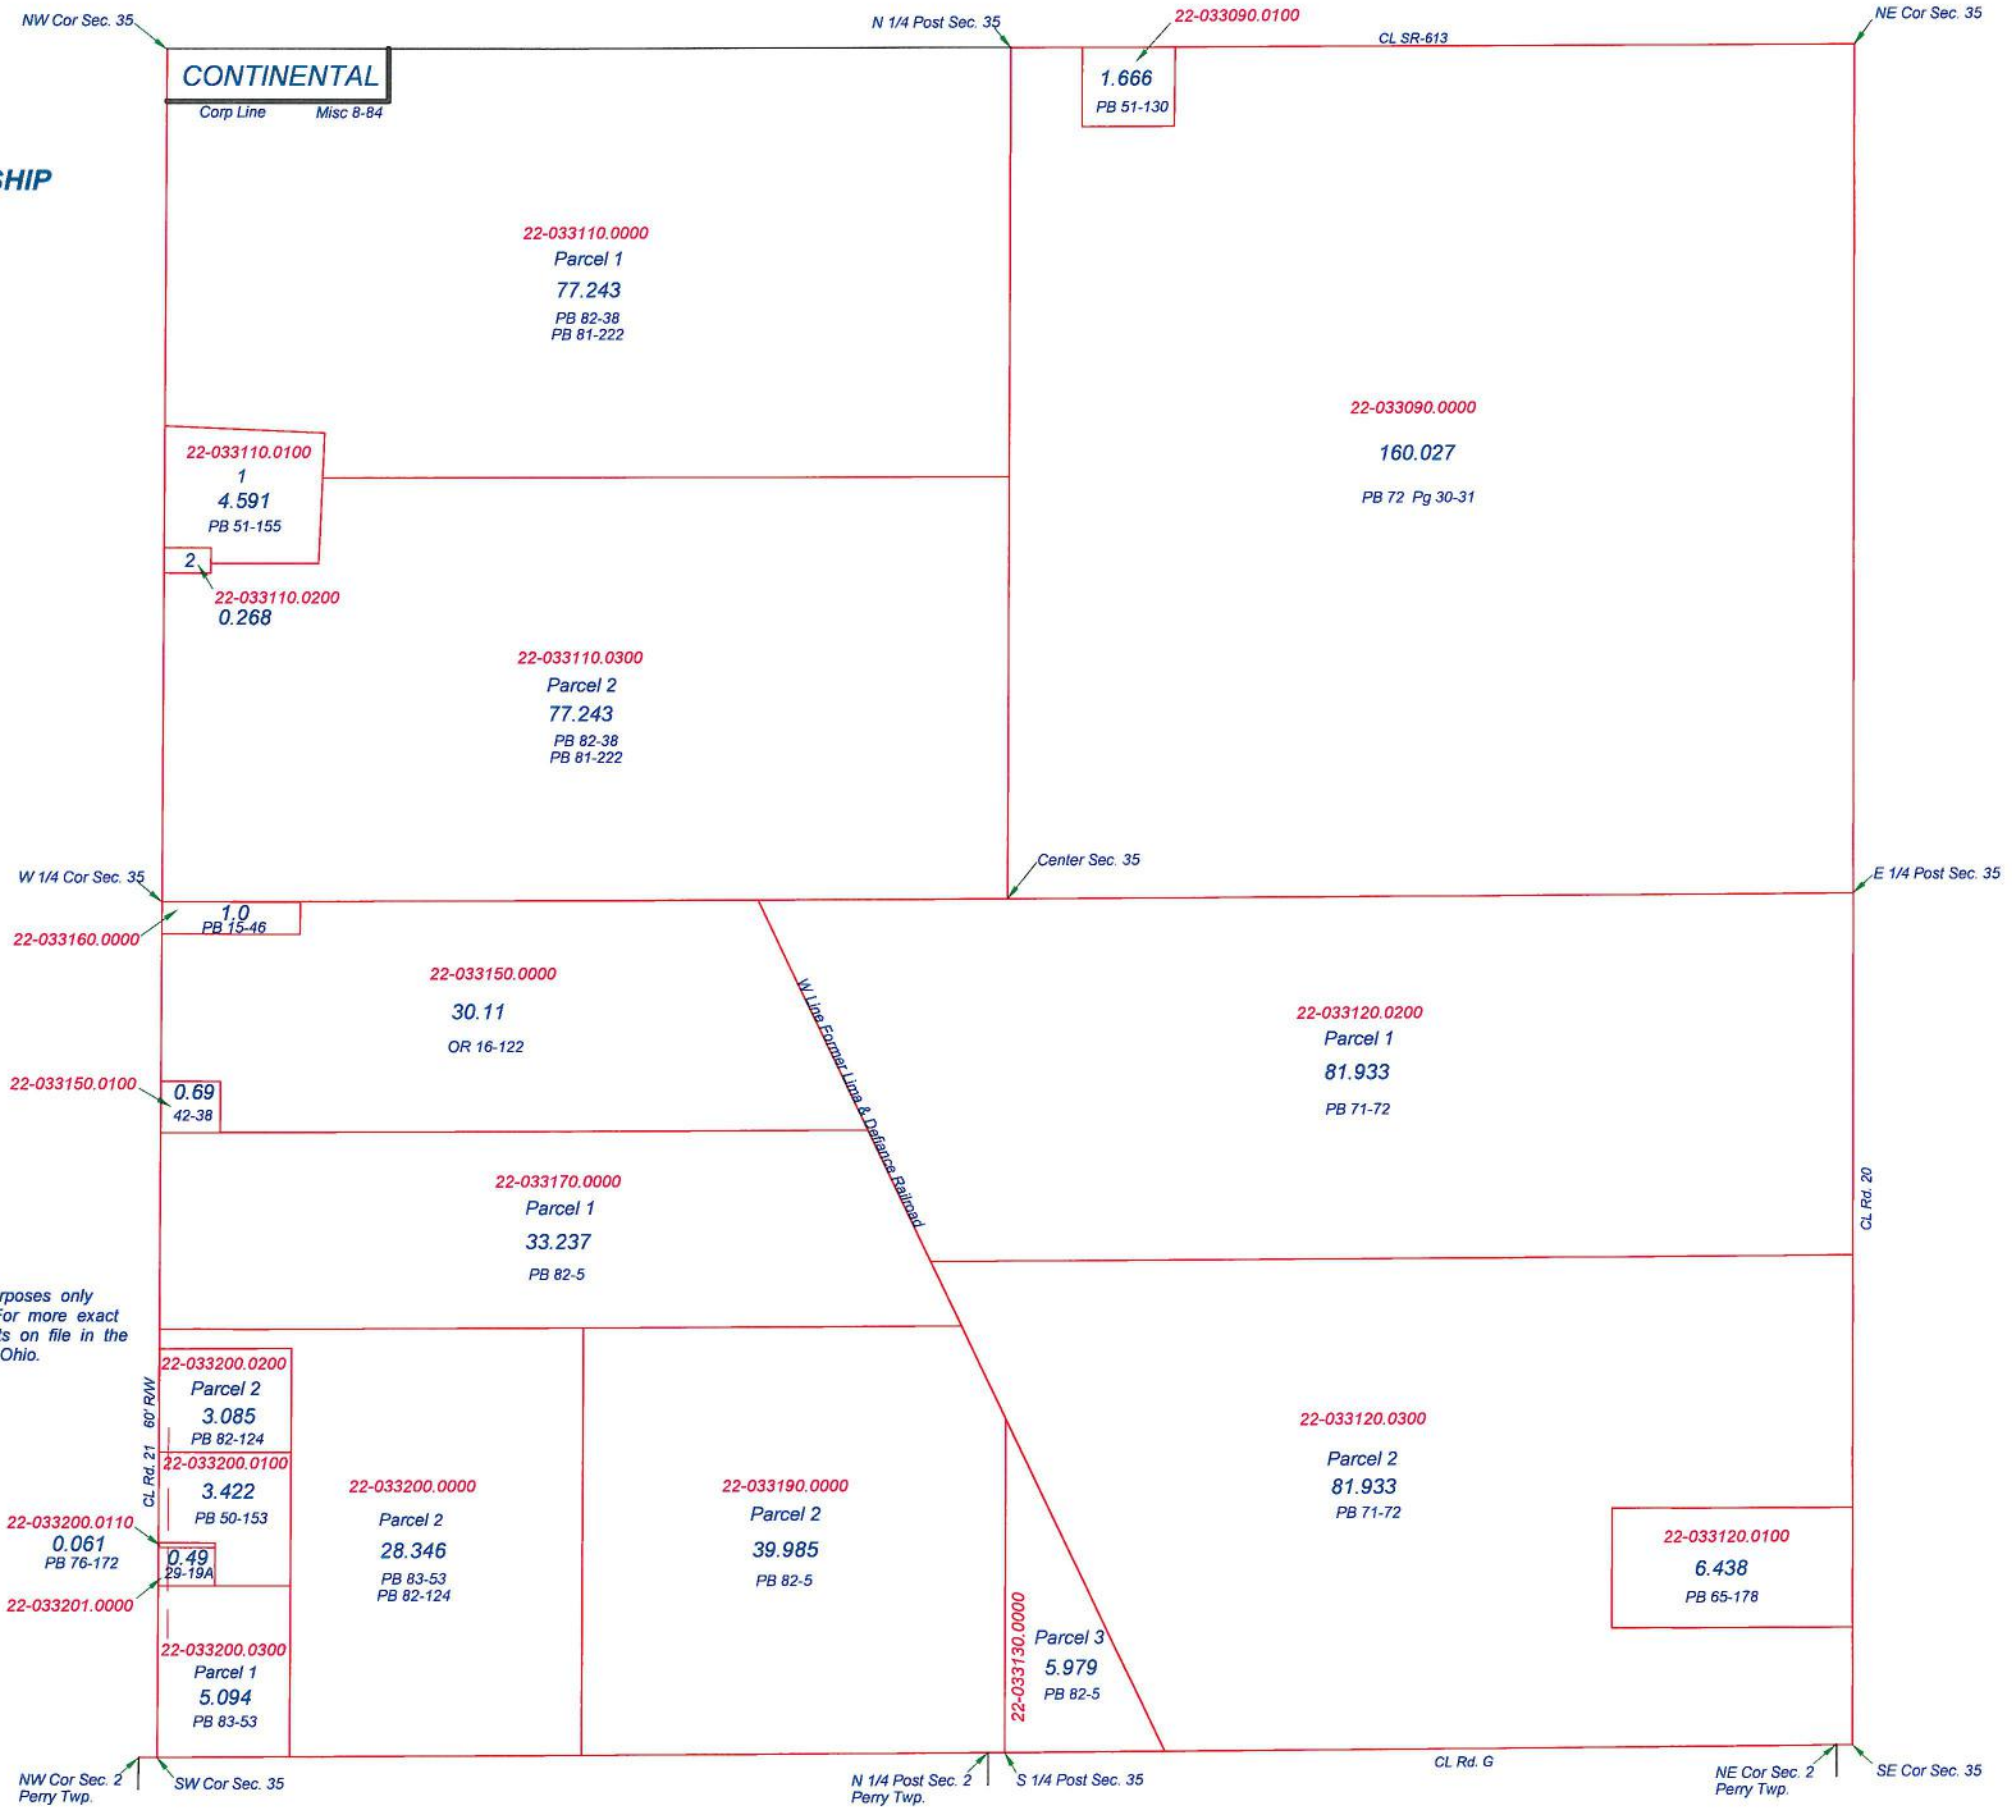 NW Cor Sec. 35
N 1/4 Post Sec. 35
22-033090.0100
NE Cor Sec. 35
CL SR-613
CONTINENTAL
Corp Line Misc 8-84
1.666
PB 51-130
SHIP
22-033110.0000
Parcel 1
77.243
PB 82-38
PB 81-222
22-033090.0000
160.027
PB 72 Pg 30-31
22-033110.0100
1
4.591
PB 51-155
2
22-033110.0200
0.268
22-033110.0300
Parcel 2
77.243
PB 82-38
PB 81-222
W 1/4 Cor Sec. 35
Center Sec. 35
E 1/4 Post Sec. 35
1.0
PB 15-46
22-033160.0000
22-033150.0000
30.11
OR 16-122
W Line Former Lima & Defiance Railroad
22-033120.0200
Parcel 1
81.933
PB 71-72
22-033150.0100
0.69
42-38
22-033170.0000
Parcel 1
33.237
PB 82-5
CL Rd. 20
rposes only
For more exact
ts on file in the
Ohio.
CL Rd. 21 60' R/W
22-033200.0200
Parcel 2
3.085
PB 82-124
22-033200.0100
3.422
PB 50-153
22-033200.0110
0.061
PB 76-172
0.49
29-19A
22-033201.0000
22-033200.0300
Parcel 1
5.094
PB 83-53
22-033200.0000
Parcel 2
28.346
PB 83-53
PB 82-124
22-033190.0000
Parcel 2
39.985
PB 82-5
22-033130.0000
Parcel 3
5.979
PB 82-5
22-033120.0300
Parcel 2
81.933
PB 71-72
22-033120.0100
6.438
PB 65-178
NW Cor Sec. 2
Perry Twp.
SW Cor Sec. 35
N 1/4 Post Sec. 2
Perry Twp.
S 1/4 Post Sec. 35
CL Rd. G
NE Cor Sec. 2
Perry Twp.
SE Cor Sec. 35